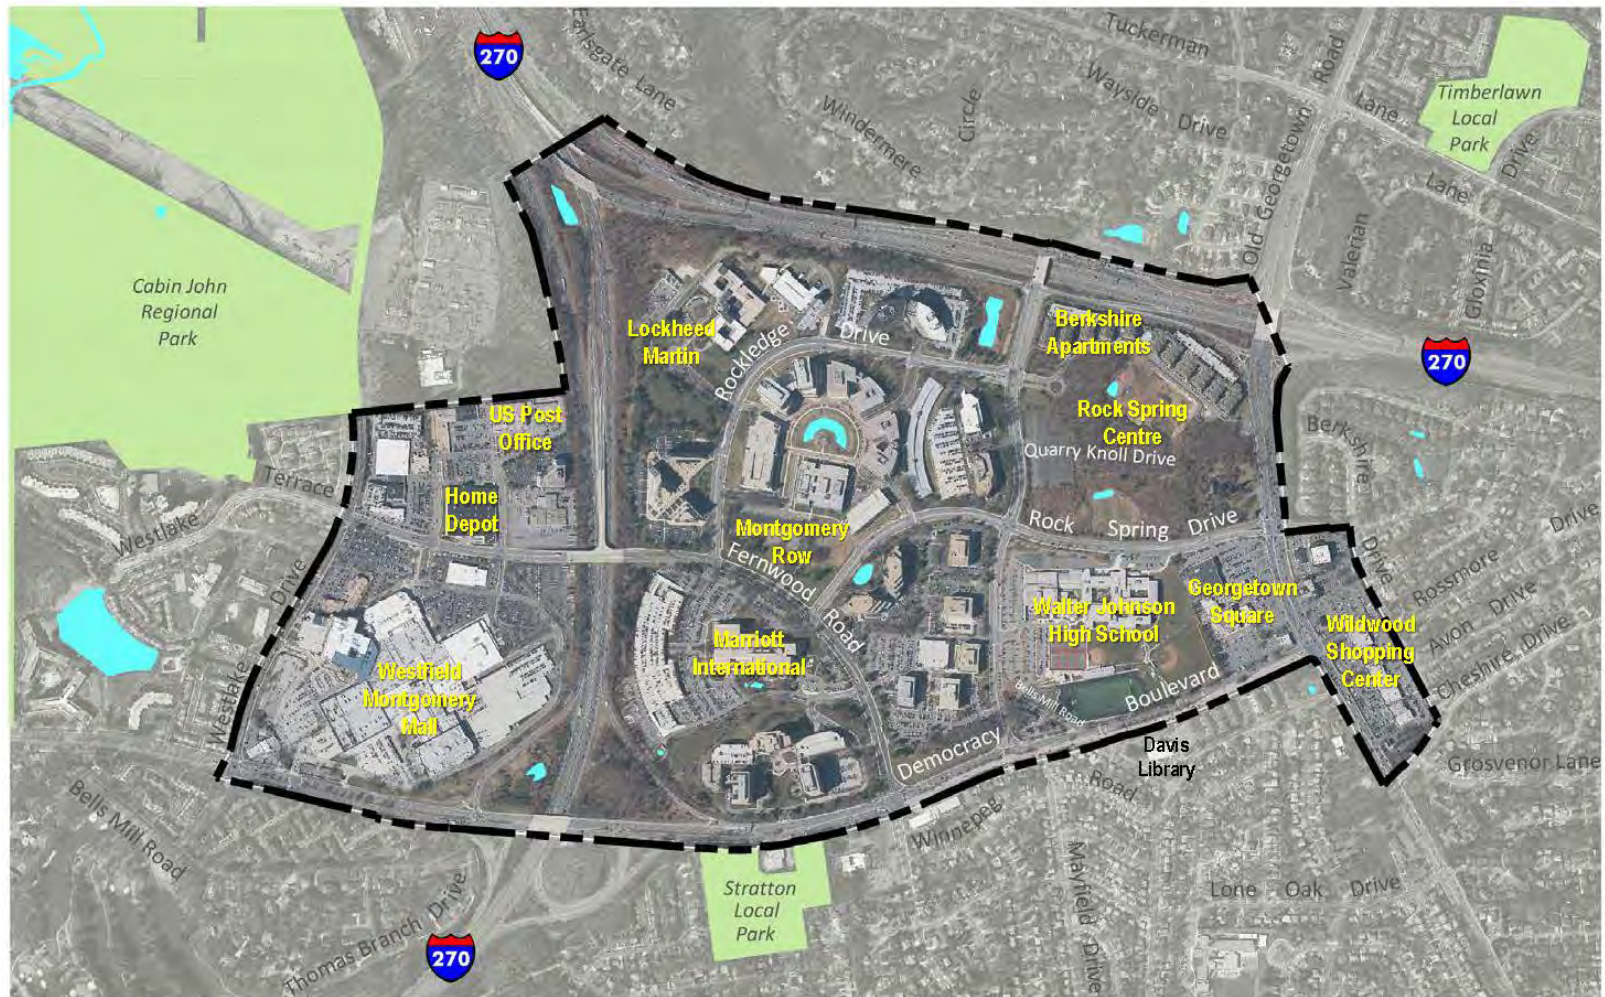 270
Earlsgate Lane
Tuckerman
Lane
Lane
Wayside Drive
Windermere
Circle
Old Georgetown Road
Timberlawn
Local
Park
Drive
Valerian
Gloxinia
Cabin John
Regional
Park
Lockheed
Martin
Rockledge Drive
Berkshire
Apartments
270
Rock Spring
Centre
Quarry Knoll Drive
US Post
Office
Home
Depot
Terrace
Westlake
Montgomery
Row
Rock Spring Drive
Berkshire
Drive
Fernwood Road
Georgetown
Square
Walter Johnson
High School
Wildwood
Shopping
Center
Rossmore Drive
Avon Drive
Cheshire Drive
Westlake Drive
Westfield
Montgomery
Mall
Marriott
International
Bells Mill Road
Democracy Boulevard
Davis
Library
Grosvenor Lane
Bells Mill Road
Winnepeg
Road
Stratton
Local
Park
Mayfield Drive
Lone Oak Drive
Thomas Branch Drive
270